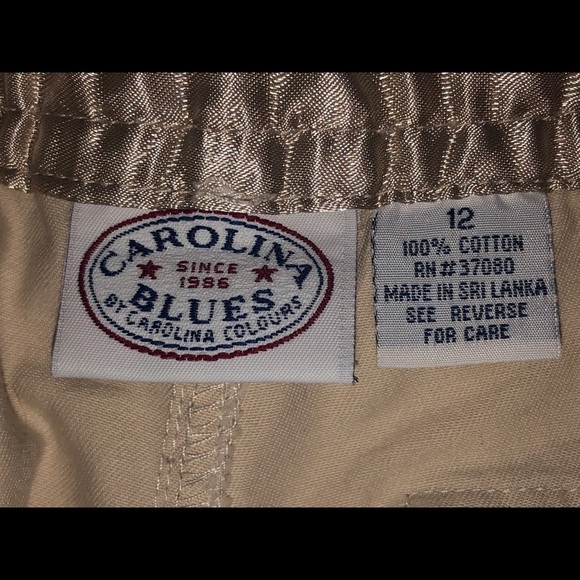 CAROLINA
SINCE
1986
BLUES
BY CAROLINA COLOURS
12
100% COTTON
RN#37080
MADE IN SRI LANKA
SEE REVERSE
FOR CARE